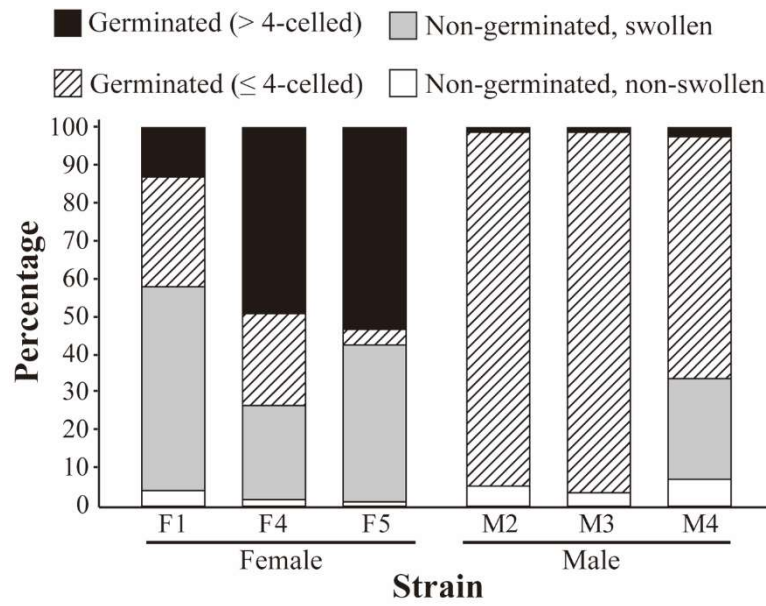 Germinated (> 4-celled) Non-germinated, swollen
Germinated (≤ 4-celled) Non-germinated, non-swollen
100
90
80
70
60
50
40
30
20
10
0
Percentage
F1 F4 F5 M2 M3 M4
Female Male
Strain